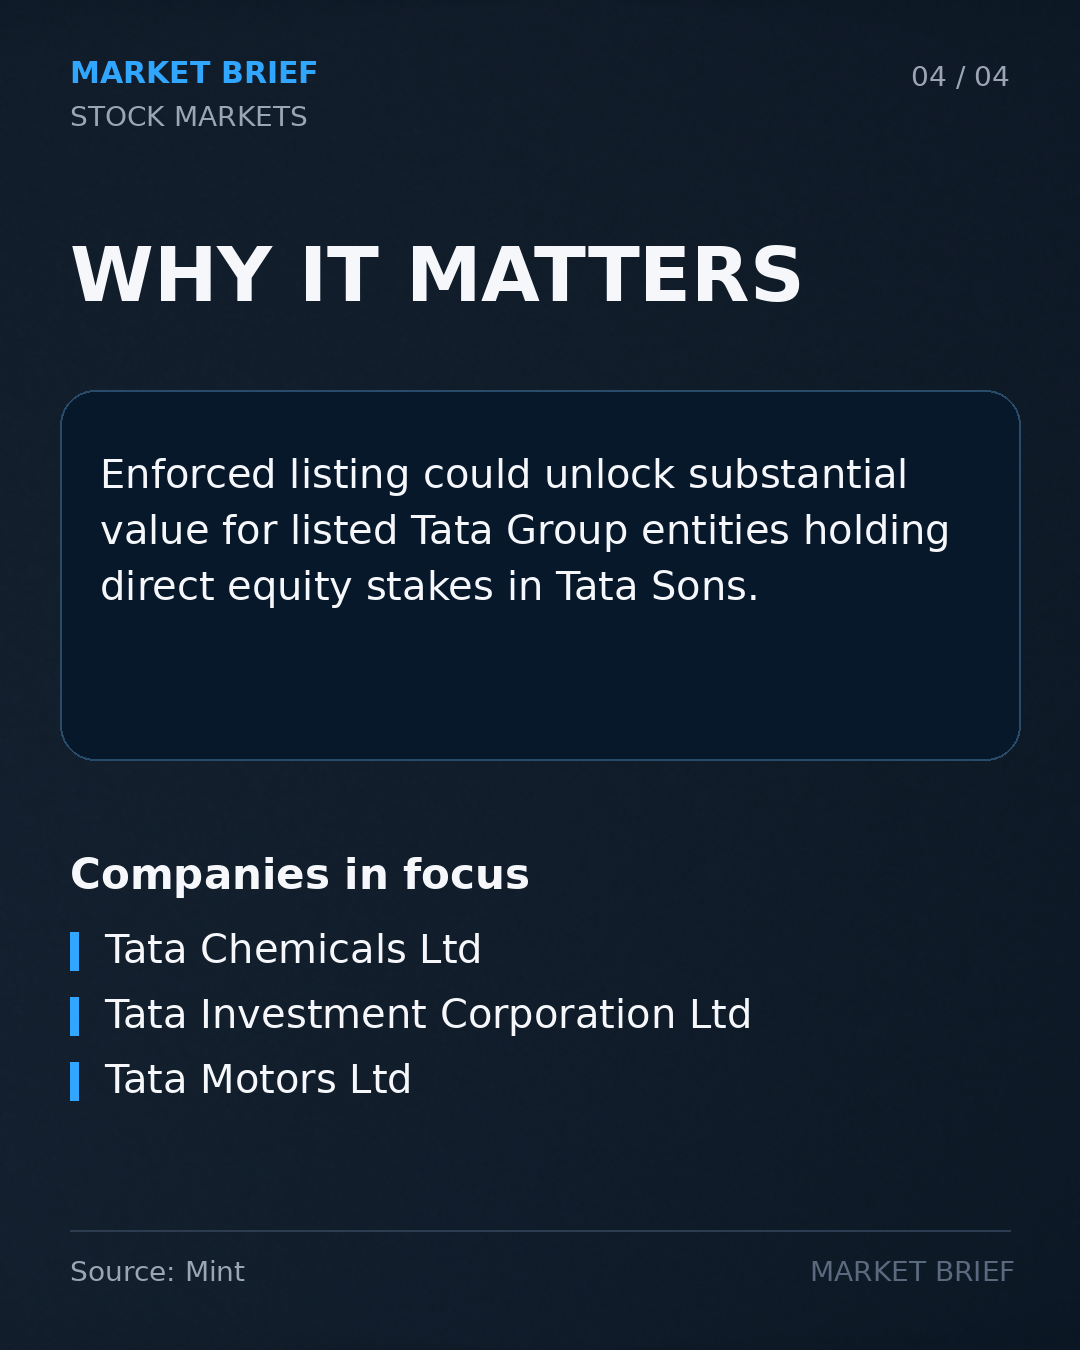 MARKET BRIEF
04 / 04
STOCK MARKETS
WHY IT MATTERS
Enforced listing could unlock substantial
value for listed Tata Group entities holding
direct equity stakes in Tata Sons.
Companies in focus
Tata Chemicals Ltd
Tata Investment Corporation Ltd
Tata Motors Ltd
Source: Mint
MARKET BRIEF